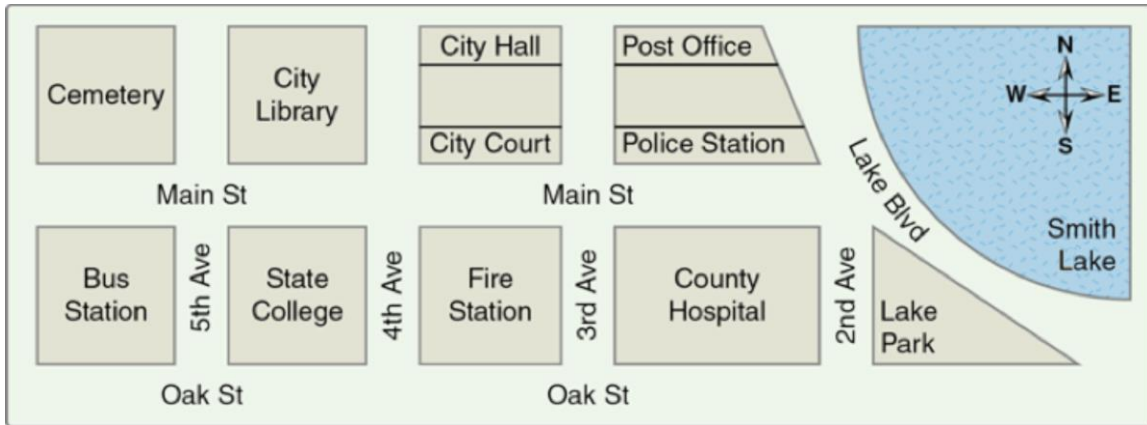 City Hall
Post Office
N
Cemetery
City
Library
W
E
City Court
Police Station
S
Main St
Main St
Lake Blvd
Smith
Lake
Bus
Station
5th Ave
State
College
4th Ave
Fire
Station
3rd Ave
County
Hospital
2nd Ave
Lake
Park
Oak St
Oak St